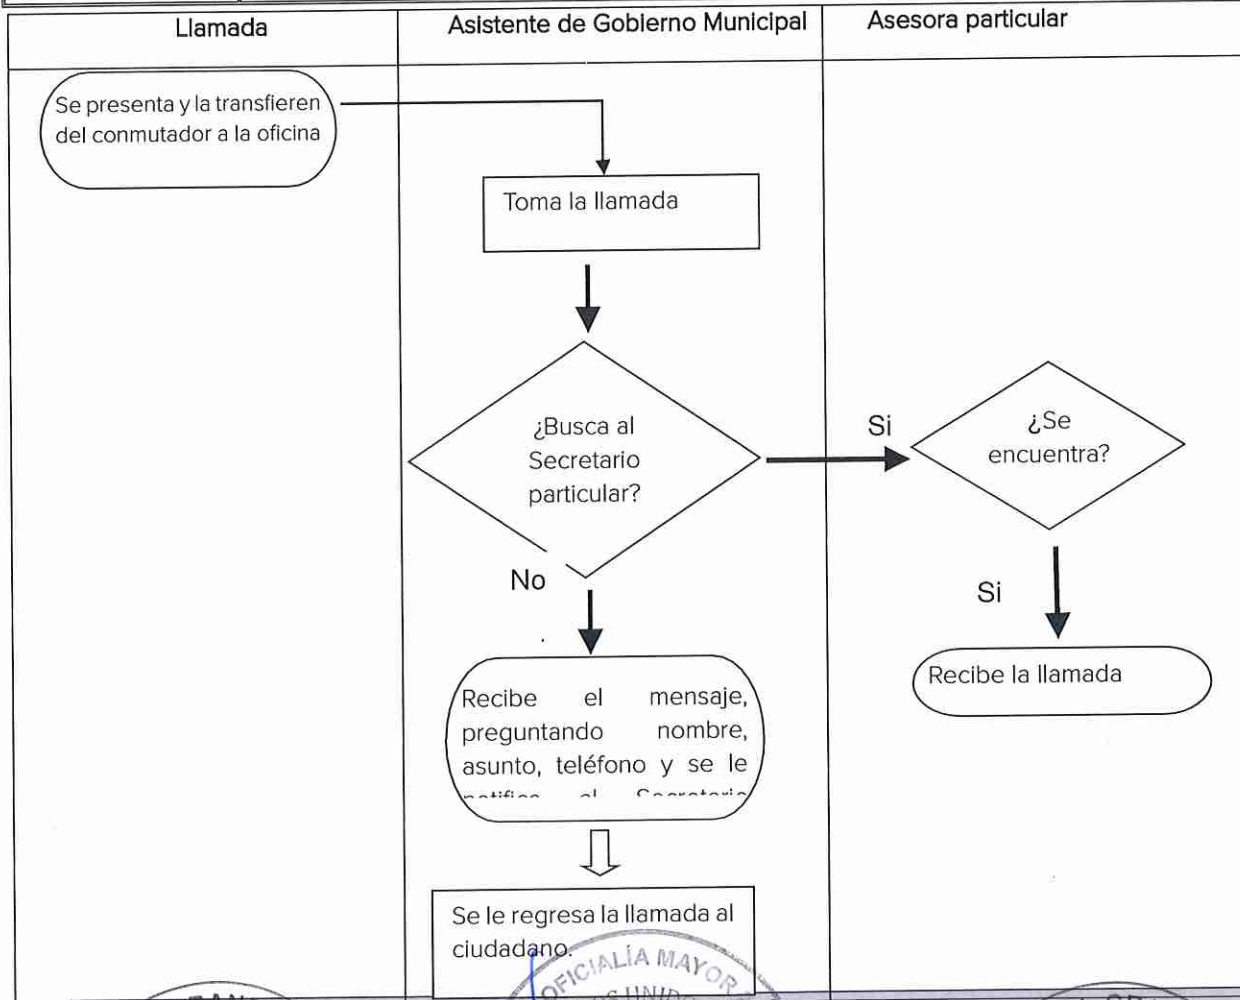 Llamada
Asistente de Gobierno Municipal
Asesora particular
Se presenta y la transfieren
del conmutador a la oficina
Toma la llamada
¿Busca al
Secretario
particular?
Si
¿Se
encuentra?
No
Si
Recibe la llamada
Recibe el mensaje,
preguntando nombre,
asunto, teléfono y se le
Se le regresa la llamada al
ciudadano.
OFICIALÍA MAYOR